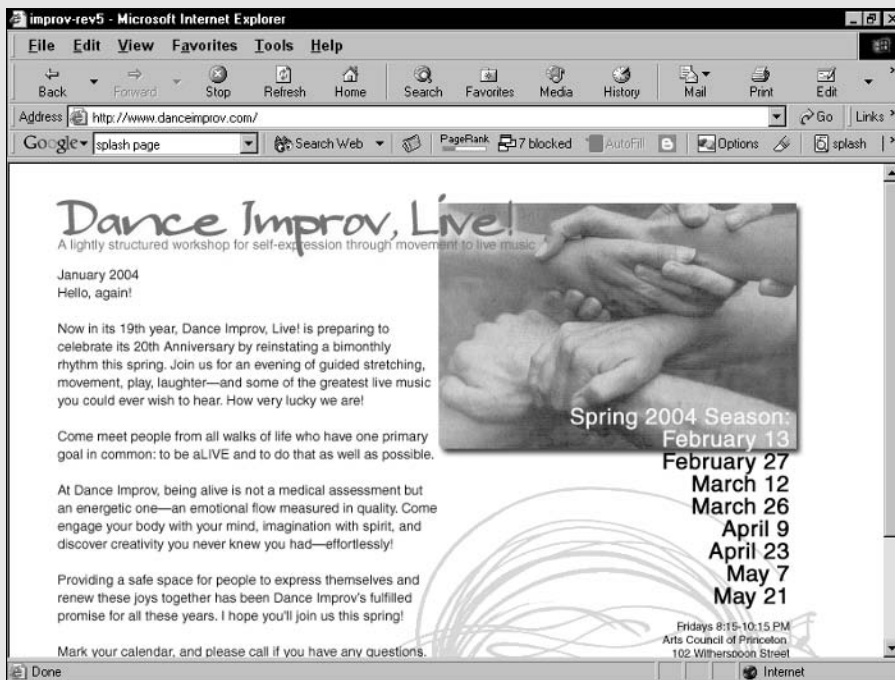 improv-rev5 - Microsoft Internet Explorer
File Edit View Favorites Tools Help
Back Forward Stop Refresh Home Search Favorites Media History Mail Print Edit
Address http://www.danceimprov.com/ Go Links
Google splash page Search Web PageRank 7 blocked AutoFill Options splash
Dance Improv, Live!
A lightly structured workshop for self-expression through movement to live music
January 2004
Hello, again!
Now in its 19th year, Dance Improv, Live! is preparing to
celebrate its 20th Anniversary by reinstating a bimonthly
rhythm this spring. Join us for an evening of guided stretching,
movement, play, laughter—and some of the greatest live music
you could ever wish to hear. How very lucky we are!
Come meet people from all walks of life who have one primary
goal in common: to be aLIVE and to do that as well as possible.
At Dance Improv, being alive is not a medical assessment but
an energetic one—an emotional flow measured in quality. Come
engage your body with your mind, imagination with spirit, and
discover creativity you never knew you had—effortlessly!
Providing a safe space for people to express themselves and
renew these joys together has been Dance Improv's fulfilled
promise for all these years. I hope you'll join us this spring!
Mark your calendar, and please call if you have any questions.
Spring 2004 Season:
February 13
February 27
March 12
March 26
April 9
April 23
May 7
May 21
Fridays 8:15-10:15 PM
Arts Council of Princeton
102 Witherspoon Street
Done Internet